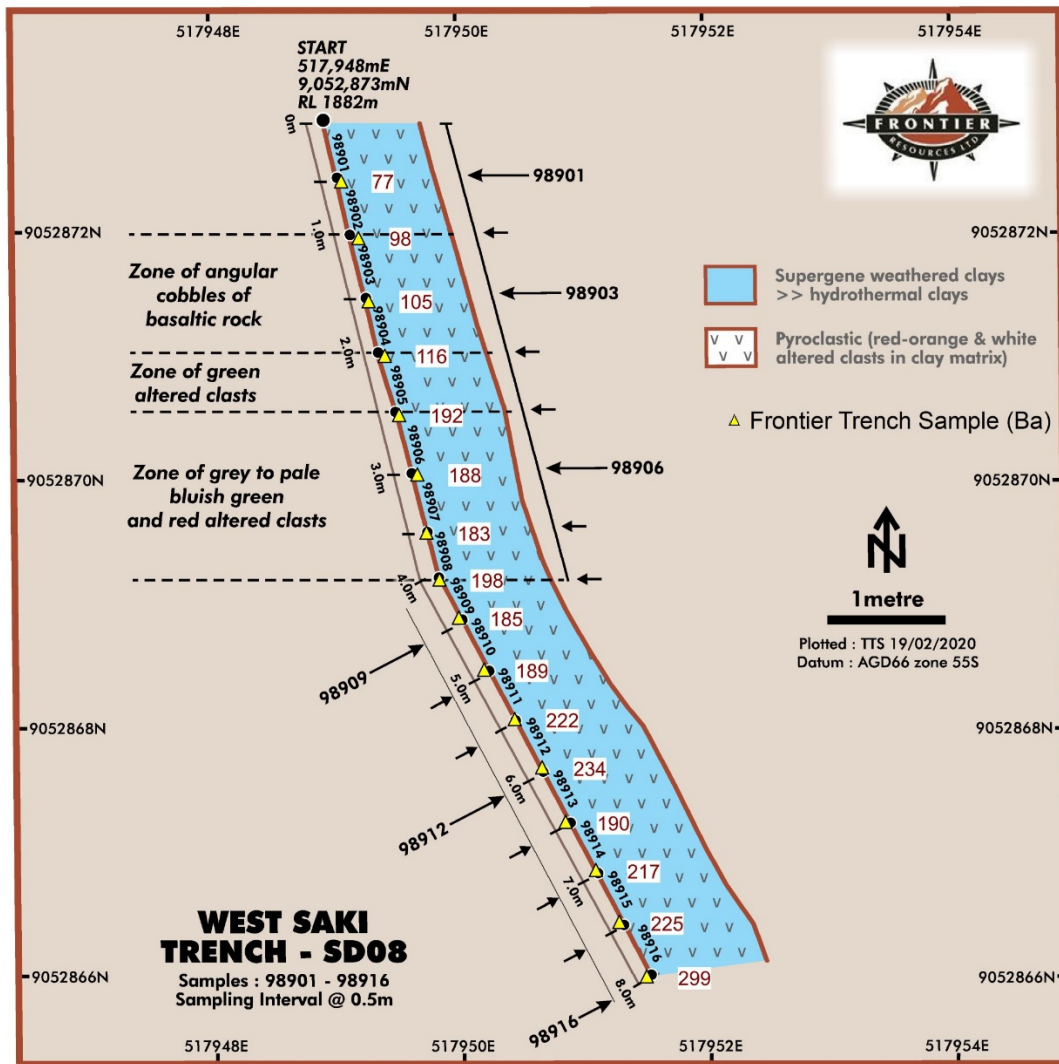 517948E
517950E
517952E
517954E
START
517,948mE
9,052,873mN
RL 1882m
FRONTIER
RESOURCES LTD
0m
98901
77
98901
98902
1.0m
9052872N
98
9052872N
Zone of angular
cobbles of
basaltic rock
98903
105
98903
Supergene weathered clays
>> hydrothermal clays
98904
2.0m
116
Pyroclastic (red-orange & white
altered clasts in clay matrix)
Zone of green
altered clasts
98905
192
Frontier Trench Sample (Ba)
98906
3.0m
188
98906
9052870N
9052870N
Zone of grey to pale
bluish green
and red altered clasts
98907
183
98908
4.0m
198
N
1metre
Plotted : TTS 19/02/2020
Datum : AGD66 zone 55S
98909
185
98910
98909
5.0m
189
98911
222
9052868N
9052868N
98912
6.0m
234
98913
98912
190
98914
7.0m
217
98915
225
98916
8.0m
299
98916
WEST SAKI
TRENCH - SD08
Samples : 98901 - 98916
Sampling Interval @ 0.5m
9052866N
9052866N
517948E
517950E
517952E
517954E